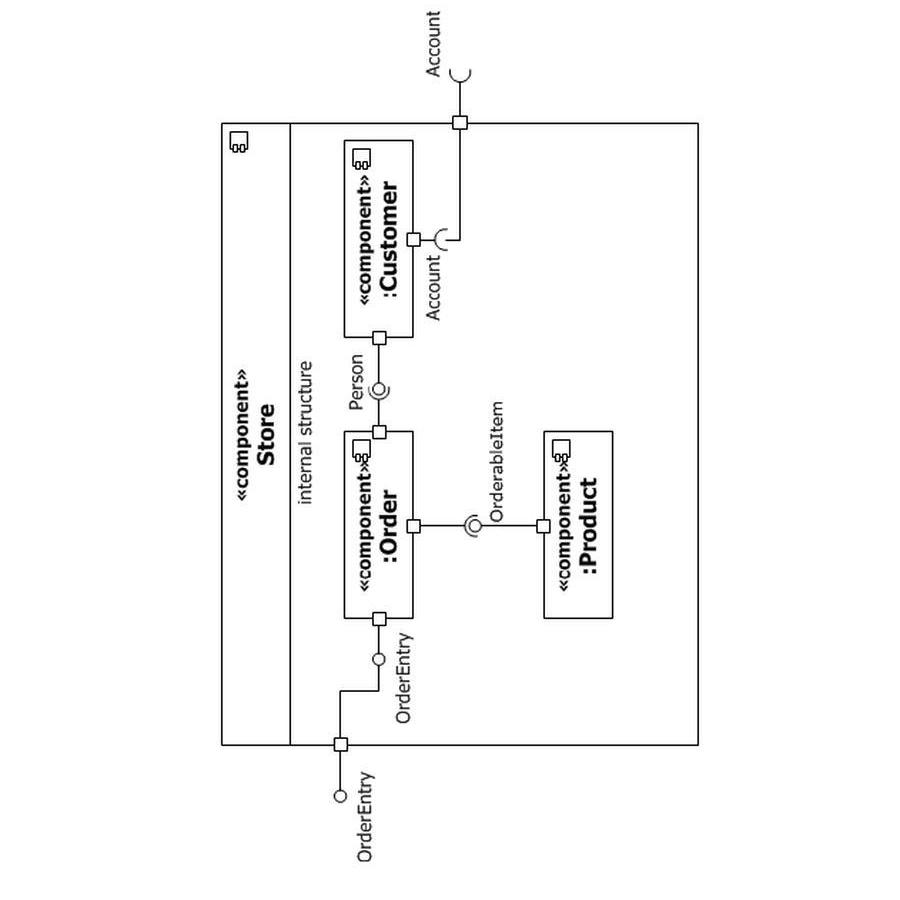 «component»
Store
internal structure
OrderEntry
OrderEntry
«component»
:Order
Person
«component»
:Customer
Account
Account
OrderableItem
«component»
:Product